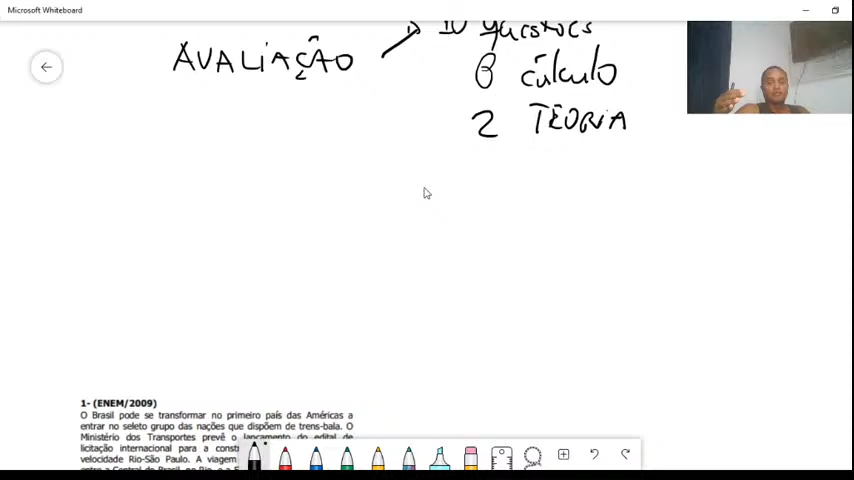 Microsoft Whiteboard
10 questões
AVALIAÇÃO
cálculo
2 TEORIA
1- (ENEM/2009)
O Brasil pode se transformar no primeiro país das Américas a
entrar no seleto grupo das nações que dispõem de trens-bala. O
Ministério dos Transportes prevê o lançamento do edital de
licitação internacional para a
velocidade Rio-São Paulo. A viagem